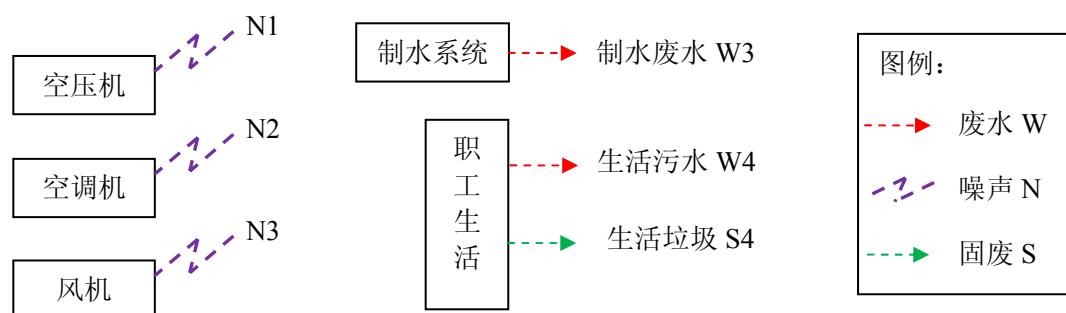 N1
空压机
N2
空调机
N3
风机
制水系统
制水废水 W3
职工生活
生活污水 W4
生活垃圾 S4
图例：
废水 W
噪声 N
固废 S